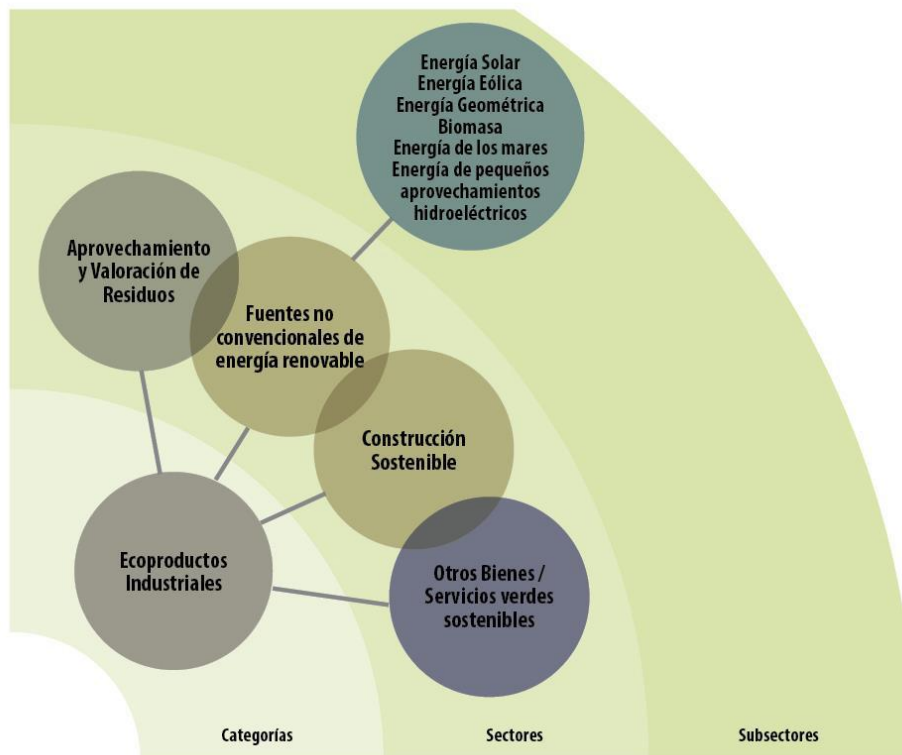 Energía Solar
Energía Eólica
Energía Geométrica
Biomasa
Energía de los mares
Energía de pequeños
aprovechamientos
hidroeléctricos
Aprovechamiento
y Valoración de
Residuos
Fuentes no
convencionales de
energía renovable
Construcción
Sostenible
Ecoproductos
Industriales
Otros Bienes /
Servicios verdes
sostenibles
Categorías
Sectores
Subsectores